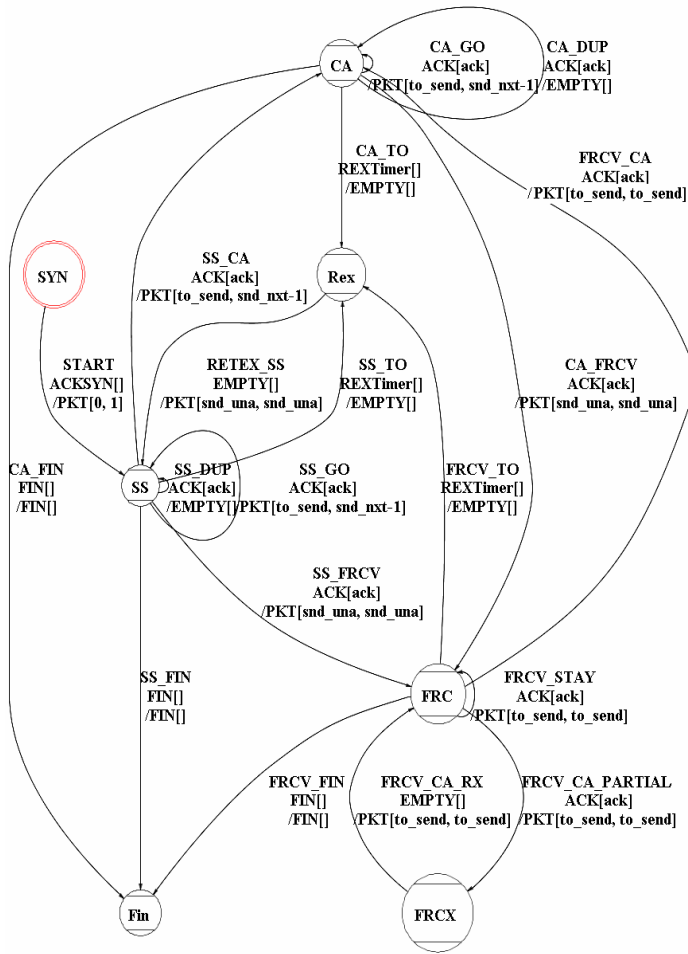 CA
CA_GO
ACK[ack]
/PKT[to_send, snd_nxt-1]
CA_DUP
ACK[ack]
/EMPTY[]
CA_TO
REXTimer[]
/EMPTY[]
FRCV_CA
ACK[ack]
/PKT[to_send, to_send]
SYN
SS_CA
ACK[ack]
/PKT[to_send, snd_nxt-1]
Rex
START
ACKSYN[]
/PKT[0, 1]
RETEX_SS
EMPTY[]
/PKT[snd_una, snd_una]
SS_TO
REXTimer[]
/EMPTY[]
CA_FRCV
ACK[ack]
/PKT[snd_una, snd_una]
CA_FIN
FIN[]
/FIN[]
SS
SS_DUP
ACK[ack]
/EMPTY[]
SS_GO
ACK[ack]
/PKT[to_send, snd_nxt-1]
FRCV_TO
REXTimer[]
/EMPTY[]
SS_FRCV
ACK[ack]
/PKT[snd_una, snd_una]
SS_FIN
FIN[]
/FIN[]
FRC
FRCV_STAY
ACK[ack]
/PKT[to_send, to_send]
FRCV_FIN
FIN[]
/FIN[]
FRCV_CA_RX
EMPTY[]
/PKT[to_send, to_send]
FRCV_CA_PARTIAL
ACK[ack]
/PKT[to_send, to_send]
Fin
FRCX